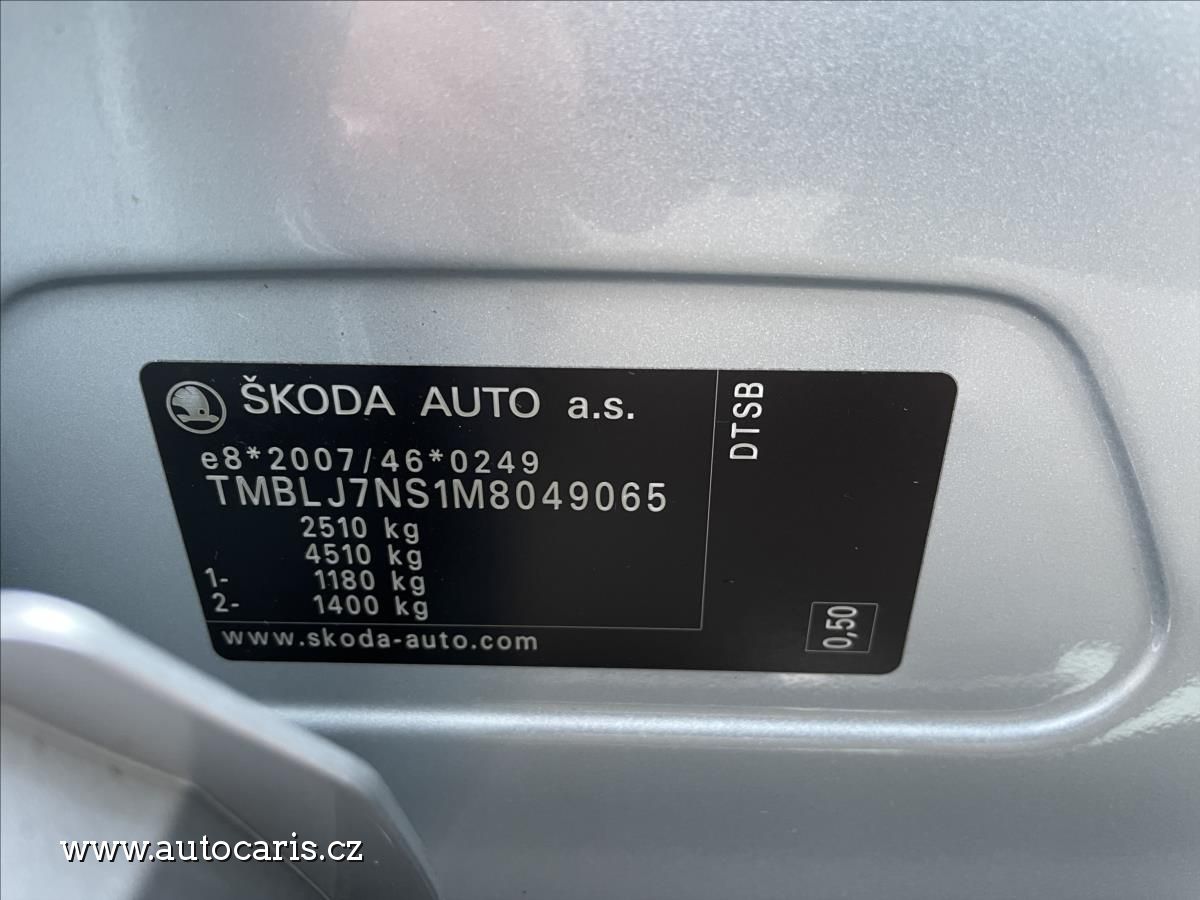 ŠKODA AUTO a.s.
e8*2007/46*0249
TMBLJ7NS1M8049065
2510 kg
4510 kg
1- 1180 kg
2- 1400 kg
www.skoda-auto.com
DTSB
0,50
www.autocaris.cz